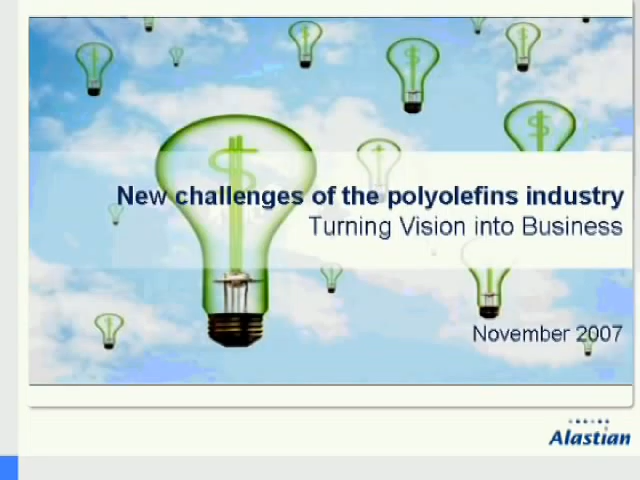 New challenges of the polyolefins industry
Turning Vision into Business
November 2007
Alastian